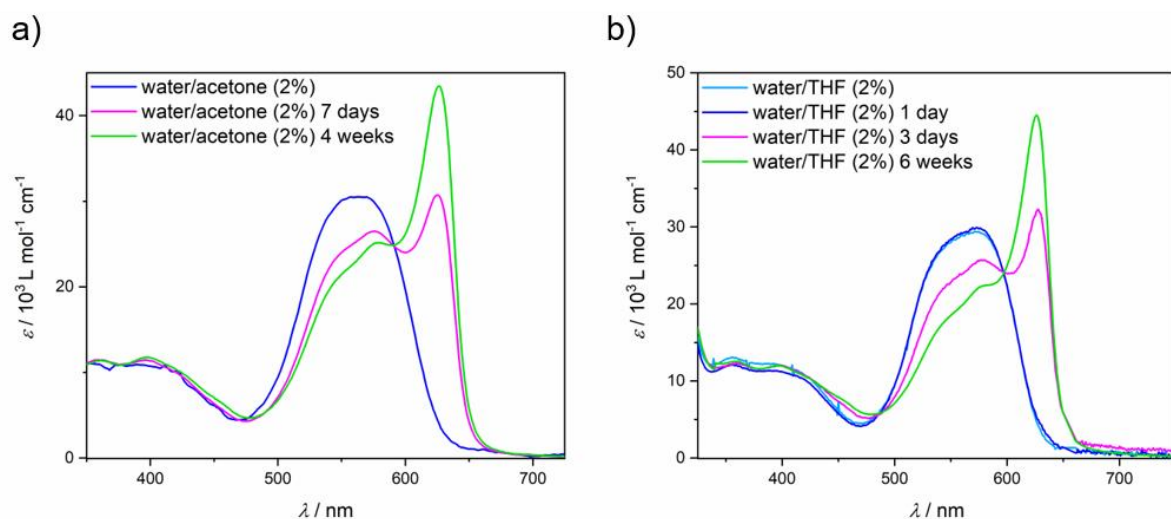 a)
water/acetone (2%)
water/acetone (2%) 7 days
water/acetone (2%) 4 weeks
40
20
0
ε / 10³ L mol⁻¹ cm⁻¹
400
500
600
700
λ / nm
b)
water/THF (2%)
water/THF (2%) 1 day
water/THF (2%) 3 days
water/THF (2%) 6 weeks
50
40
30
20
10
0
ε / 10³ L mol⁻¹ cm⁻¹
400
500
600
700
λ / nm